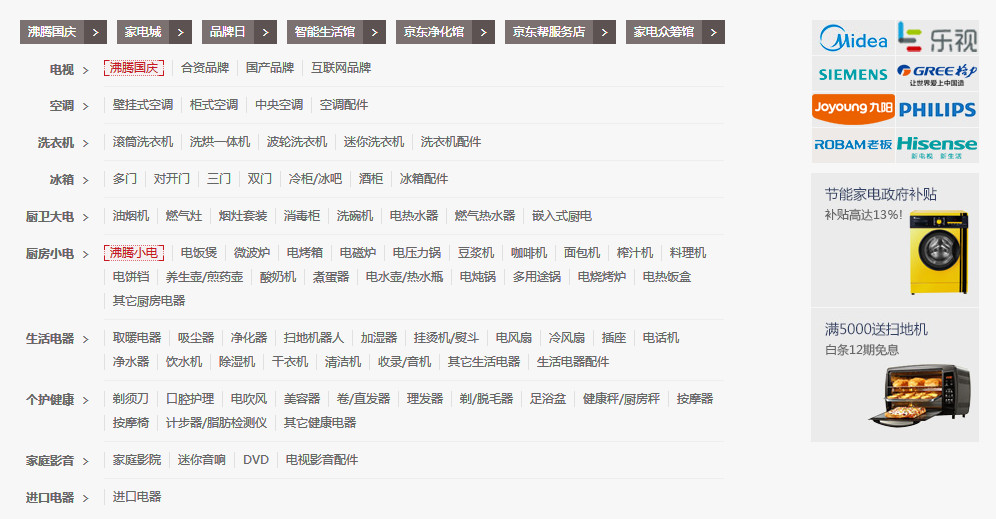 沸腾国庆 > 家电城 > 品牌日 > 智能生活馆 > 京东净化馆 > 京东帮服务店 > 家电众筹馆 >
电视 > 沸腾国庆 合资品牌 国产品牌 互联网品牌
空调 > 壁挂式空调 柜式空调 中央空调 空调配件
洗衣机 > 滚筒洗衣机 洗烘一体机 波轮洗衣机 迷你洗衣机 洗衣机配件
冰箱 > 多门 对开门 三门 双门 冷柜/冰吧 酒柜 冰箱配件
厨卫大电 > 油烟机 燃气灶 烟灶套装 消毒柜 洗碗机 电热水器 燃气热水器 嵌入式厨电
厨房小电 > 沸腾小电 电饭煲 微波炉 电烤箱 电磁炉 电压力锅 豆浆机 咖啡机 面包机 榨汁机 料理机
电饼铛 养生壶/煎药壶 酸奶机 煮蛋器 电水壶/热水瓶 电炖锅 多用途锅 电烧烤炉 电热饭盒
其它厨房电器
生活电器 > 取暖电器 吸尘器 净化器 扫地机器人 加湿器 挂烫机/熨斗 电风扇 冷风扇 插座 电话机
净水器 饮水机 除湿机 干衣机 清洁机 收录/音机 其它生活电器 生活电器配件
个护健康 > 剃须刀 口腔护理 电吹风 美容器 卷/直发器 理发器 剃/脱毛器 足浴盆 健康秤/厨房秤 按摩器
按摩椅 计步器/脂肪检测仪 其它健康电器
家庭影音 > 家庭影院 迷你音响 DVD 电视影音配件
进口电器 > 进口电器
Midea 乐视
SIEMENS GREE格力
让世界爱上中国造
Joyoung九阳 PHILIPS
ROBAM老板 Hisense
新电视 新生活
节能家电政府补贴
补贴高达13%!
满5000送扫地机
白条12期免息